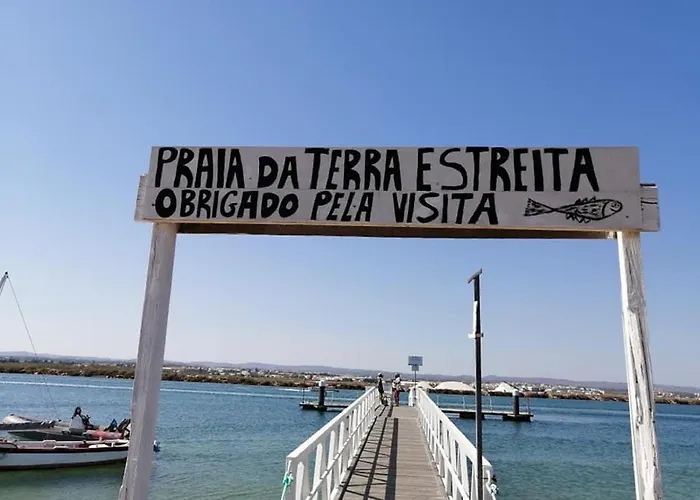 PRAIA DA TERRA ESTREITA
OBRIGADO PELA VISITA